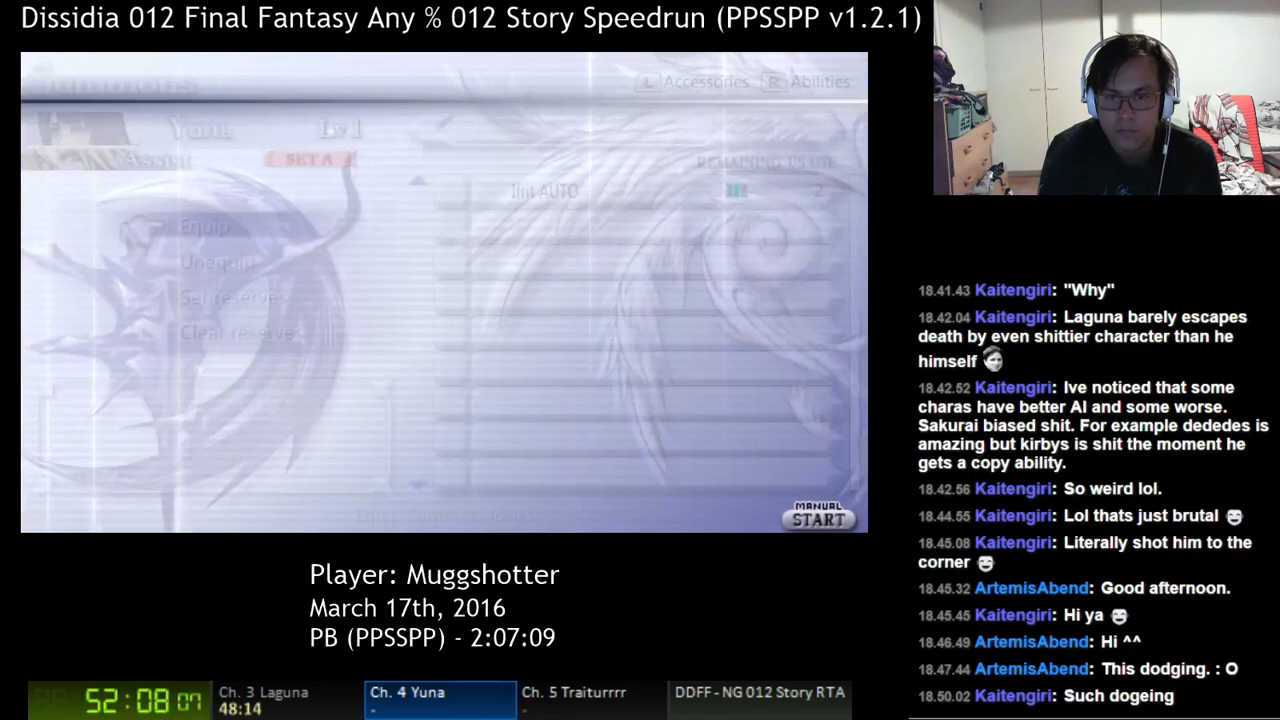 Dissidia 012 Final Fantasy Any % 012 Story Speedrun (PPSSPP v1.2.1)
Summons
L Accessories R Abilities
Yuna Lv 1
Assist SET A
REMAINING USAGE
Ifrit AUTO 2
Equip
Unequip
Set reserves
Clear reserves
MANUAL
START
Player: Muggshotter
March 17th, 2016
PB (PPSSPP) - 2:07:09
52:08 07
Ch. 3 Laguna
48:14
Ch. 4 Yuna
-
Ch. 5 Traiturrrr
-
DDFF - NG 012 Story RTA
18.41.43 Kaitengiri: "Why"
18.42.04 Kaitengiri: Laguna barely escapes
death by even shittier character than he
himself
18.42.52 Kaitengiri: Ive noticed that some
charas have better AI and some worse.
Sakurai biased shit. For example dededes is
amazing but kirbys is shit the moment he
gets a copy ability.
18.42.56 Kaitengiri: So weird lol.
18.44.55 Kaitengiri: Lol thats just brutal
18.45.08 Kaitengiri: Literally shot him to the
corner
18.45.32 ArtemisAbend: Good afternoon.
18.45.45 Kaitengiri: Hi ya
18.46.49 ArtemisAbend: Hi ^^
18.47.44 ArtemisAbend: This dodging. : O
18.50.02 Kaitengiri: Such dogeing